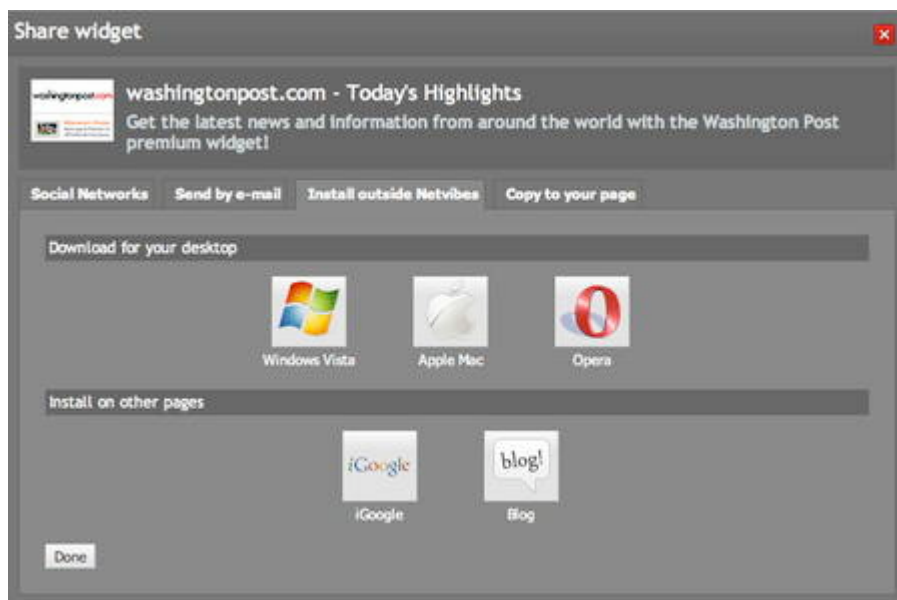 Share widget
washingtonpost.com
washingtonpost.com - Today's Highlights
Get the latest news and information from around the world with the Washington Post
premium widget!
Social Networks Send by e-mail Install outside Netvibes Copy to your page
Download for your desktop
Windows Vista Apple Mac Opera
Install on other pages
iGoogle blog!
iGoogle Blog
Done